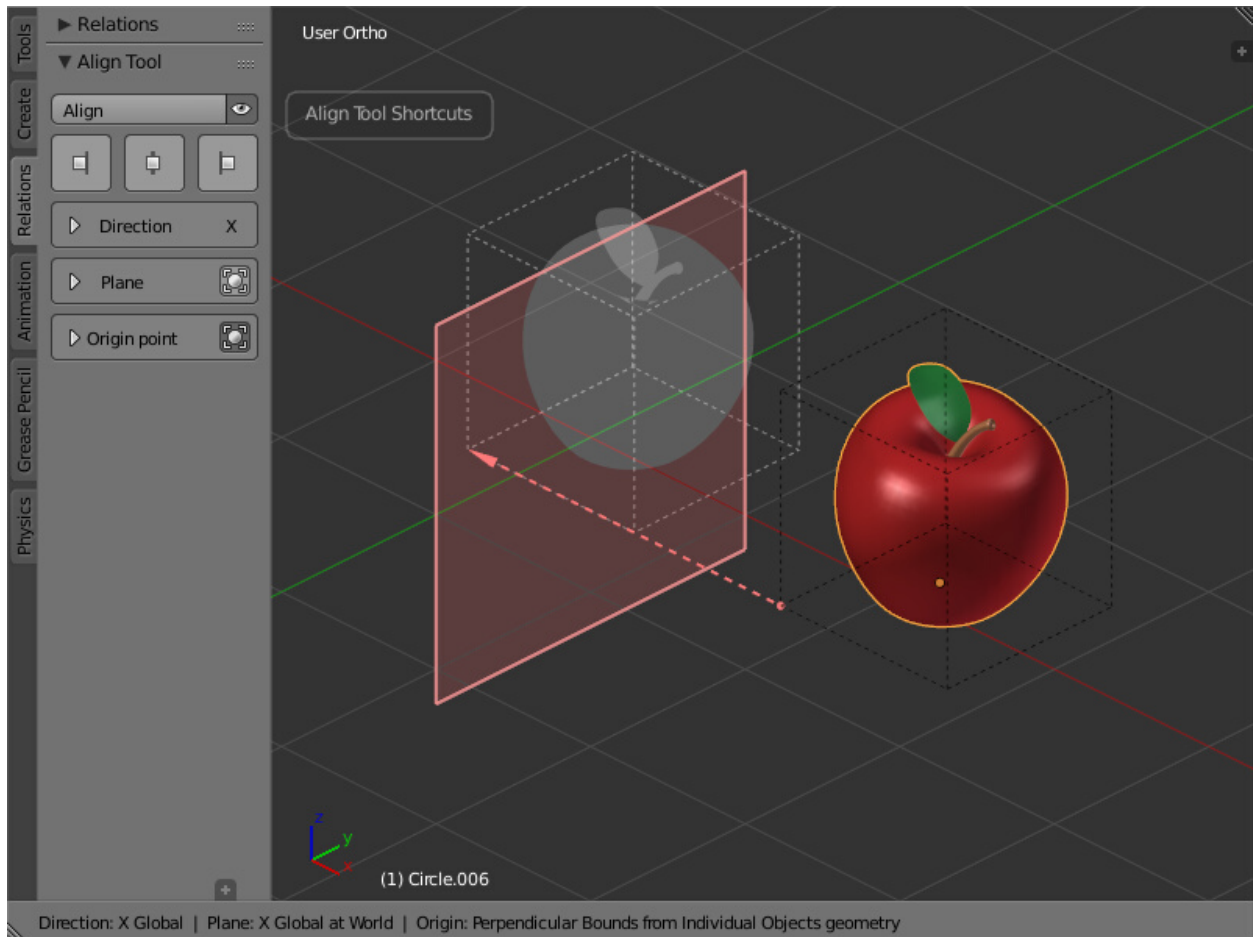 Tools
Create
Relations
Animation
Grease Pencil
Physics
Relations
Align Tool
Align
Direction X
Plane
Origin point
User Ortho
Align Tool Shortcuts
z
y
x
(1) Circle.006
Direction: X Global | Plane: X Global at World | Origin: Perpendicular Bounds from Individual Objects geometry